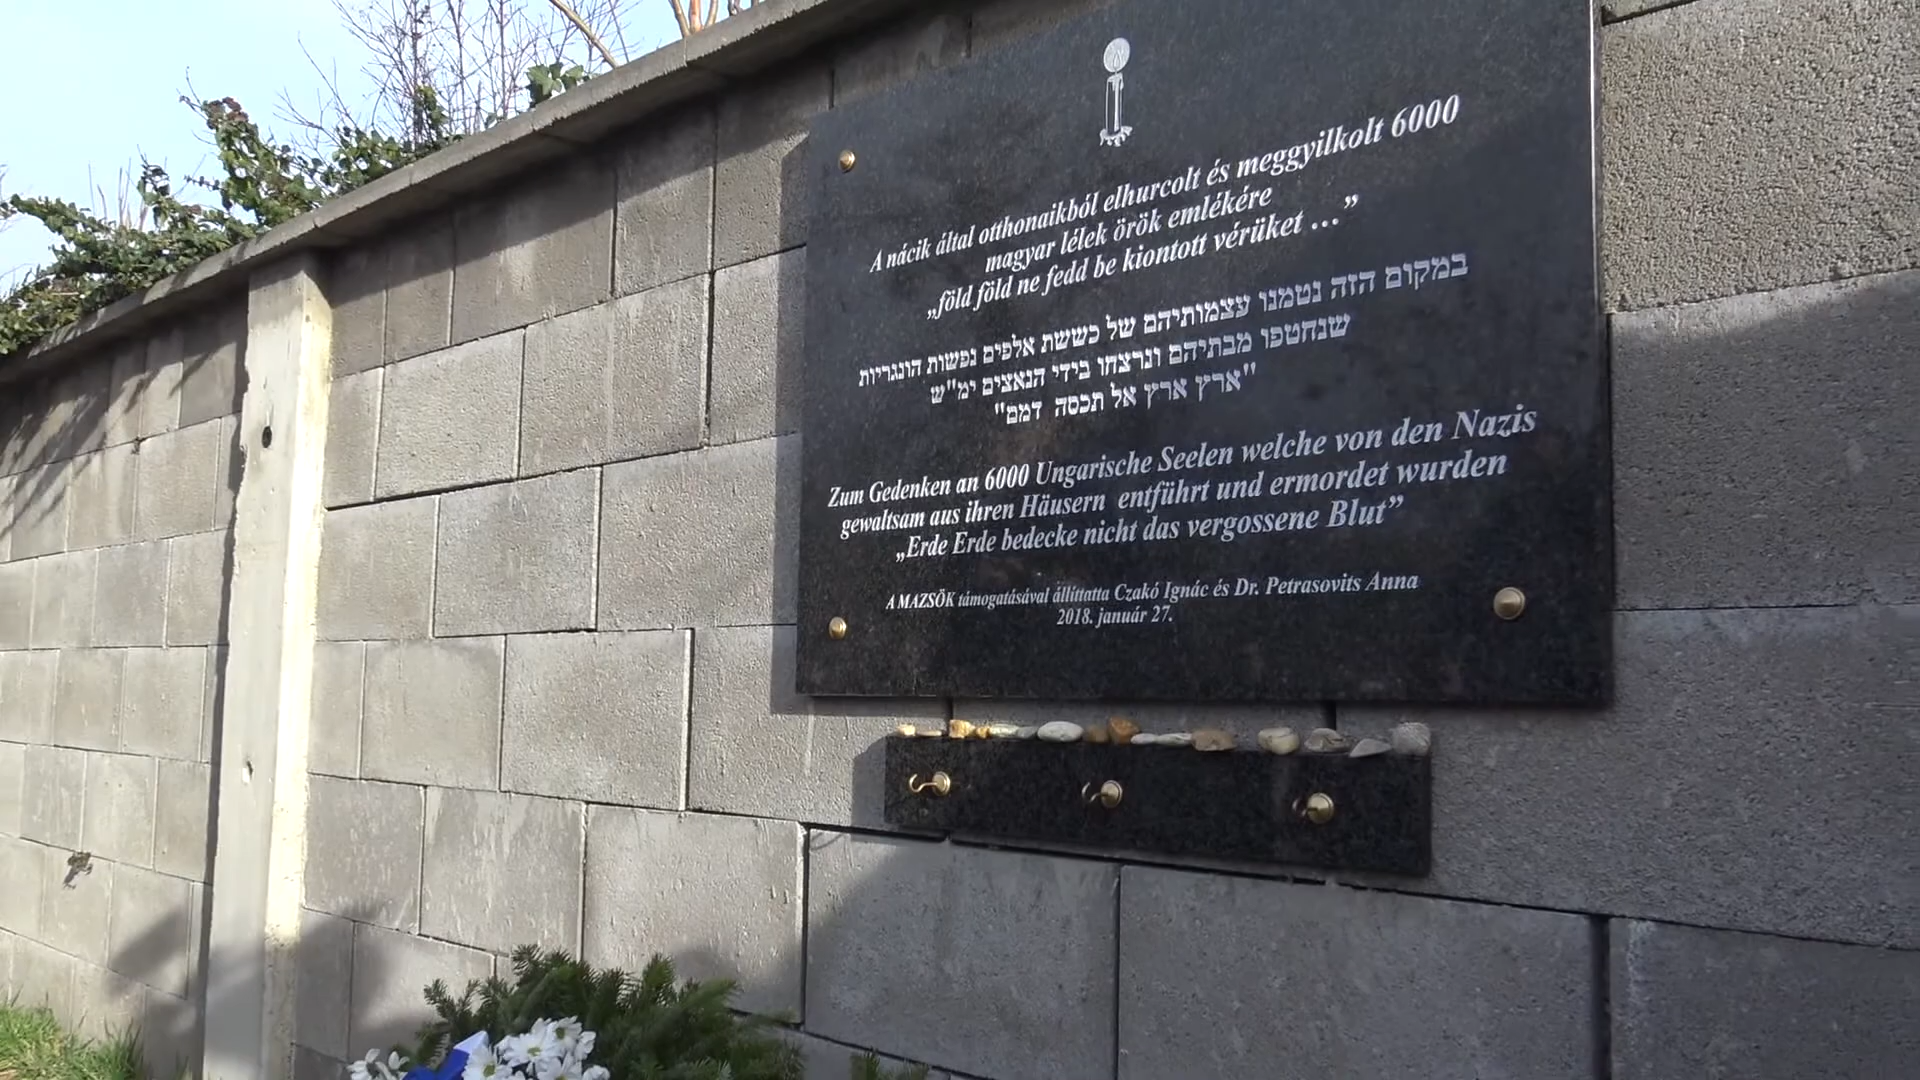 A nácik által otthonaikból elhurcolt és meggyilkolt 6000
magyar lélek örök emlékére
„föld föld ne fedd be kiontott vérüket ...”
במקום הזה נטמנו עצמותיהם של כששת אלפים נפשות הונגריות
שנחטפו מבתיהם ונרצחו בידי הנאצים ימ"ש
"ארץ ארץ אל תכסה דמם"
Zum Gedenken an 6000 Ungarische Seelen welche von den Nazis
gewaltsam aus ihren Häusern entführt und ermordet wurden
„Erde Erde bedecke nicht das vergossene Blut”
A MAZSÖK támogatásával állíttatta Czakó Ignác és Dr. Petrasovits Anna
2018. január 27.